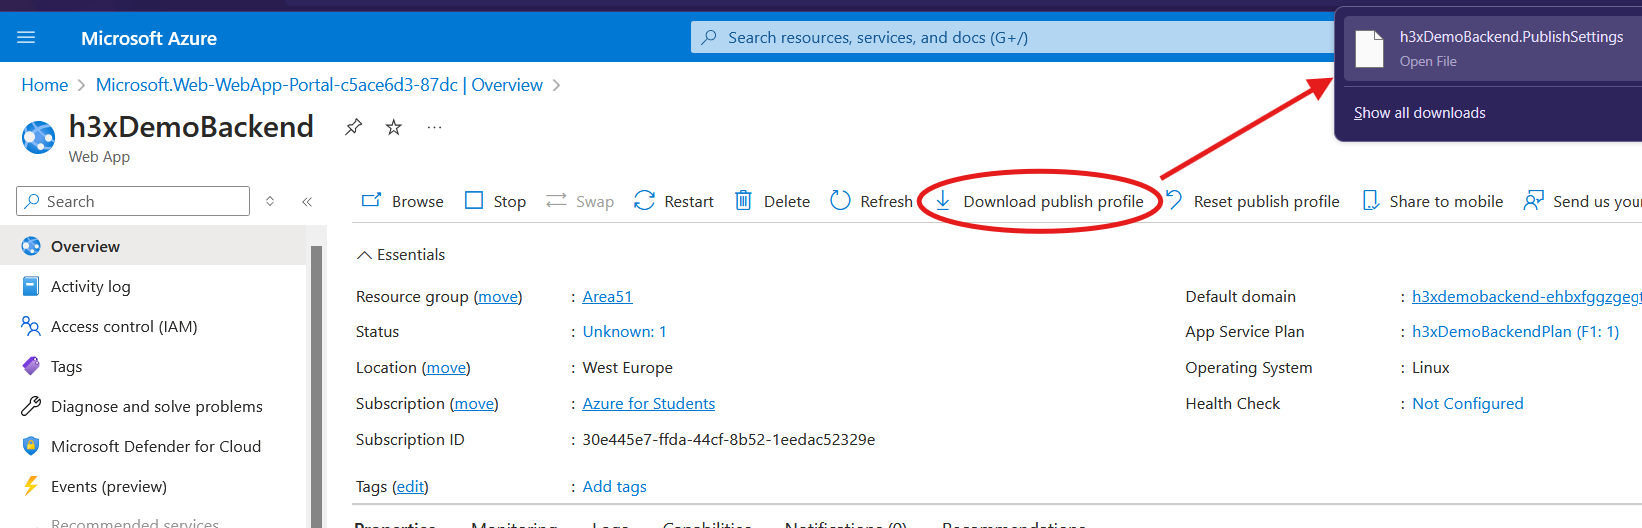 Microsoft Azure
Search resources, services, and docs (G+/)
h3xDemoBackend.PublishSettings
Open File
Show all downloads
Home > Microsoft.Web-WebApp-Portal-c5ace6d3-87dc | Overview >
h3xDemoBackend
Web App
Search
Browse Stop Swap Restart Delete Refresh Download publish profile Reset publish profile Share to mobile Send us your
Overview
Activity log
Access control (IAM)
Tags
Diagnose and solve problems
Microsoft Defender for Cloud
Events (preview)
Recommended services
Essentials
Resource group (move) : Area51
Status : Unknown: 1
Location (move) : West Europe
Subscription (move) : Azure for Students
Subscription ID : 30e445e7-ffda-44cf-8b52-1eedac52329e
Tags (edit) : Add tags
Default domain : h3xdemobackend-ehbxfggzgegt
App Service Plan : h3xDemoBackendPlan (F1: 1)
Operating System : Linux
Health Check : Not Configured
Properties Monitoring Logs Capabilities Notifications (0) Recommendations